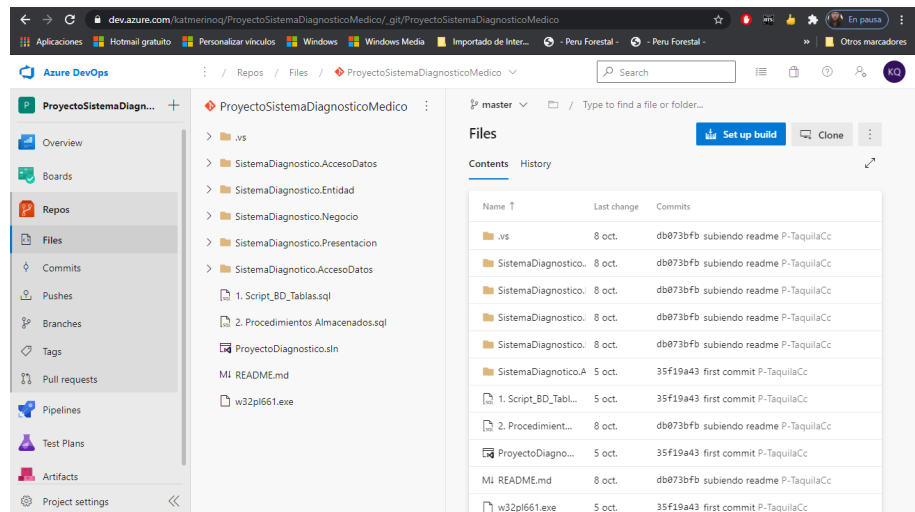 dev.azure.com/katmerinoq/ProyectoSistemaDiagnosticoMedico/_git/ProyectoSistemaDiagnosticoMedico En pausa
Aplicaciones Hotmail gratuito Personalizar vínculos Windows Windows Media Importado de Inter... - Peru Forestal - - Peru Forestal - » Otros marcadores
Azure DevOps / Repos / Files / ProyectoSistemaDiagnosticoMedico Search KQ
P ProyectoSistemaDiagn... +
Overview
Boards
Repos
Files
Commits
Pushes
Branches
Tags
Pull requests
Pipelines
Test Plans
Artifacts
Project settings
ProyectoSistemaDiagnosticoMedico
.vs
SistemaDiagnostico.AccesoDatos
SistemaDiagnostico.Entidad
SistemaDiagnostico.Negocio
SistemaDiagnostico.Presentacion
SistemaDiagnotico.AccesoDatos
1. Script_BD_Tablas.sql
2. Procedimientos Almacenados.sql
ProyectoDiagnostico.sln
M↓ README.md
w32pl661.exe
master / Type to find a file or folder...
Files Set up build Clone
Contents History
Name ↑ Last change Commits
.vs 8 oct. db073bfb subiendo readme P-TaquilaCc
SistemaDiagnostico.. 8 oct. db073bfb subiendo readme P-TaquilaCc
SistemaDiagnostico. 8 oct. db073bfb subiendo readme P-TaquilaCc
SistemaDiagnostico. 8 oct. db073bfb subiendo readme P-TaquilaCc
SistemaDiagnostico. 8 oct. db073bfb subiendo readme P-TaquilaCc
SistemaDiagnotico.A 5 oct. 35f19a43 first commit P-TaquilaCc
1. Script_BD_Tabl... 5 oct. 35f19a43 first commit P-TaquilaCc
2. Procedimient... 8 oct. db073bfb subiendo readme P-TaquilaCc
ProyectoDiagno... 5 oct. 35f19a43 first commit P-TaquilaCc
M↓ README.md 8 oct. db073bfb subiendo readme P-TaquilaCc
w32pl661.exe 5 oct. 35f19a43 first commit P-TaquilaCc